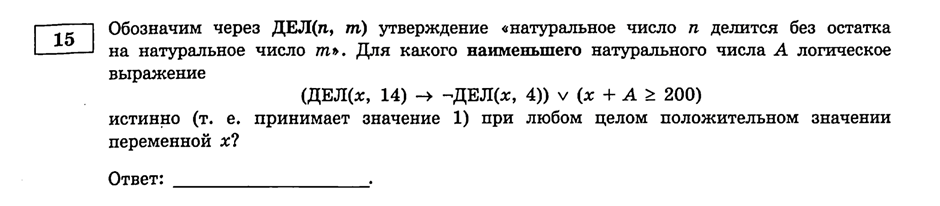 15
Обозначим через ДЕЛ(n, m) утверждение «натуральное число n делится без остатка
на натуральное число m». Для какого наименьшего натурального числа A логическое
выражение
(ДЕЛ(x, 14) → ¬ДЕЛ(x, 4)) ∨ (x + A ≥ 200)
истинно (т. е. принимает значение 1) при любом целом положительном значении
переменной x?
Ответ: ____________________.